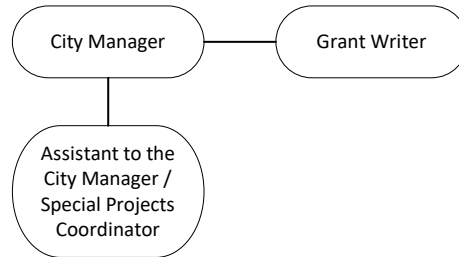 City Manager
Grant Writer
Assistant to the
City Manager /
Special Projects
Coordinator